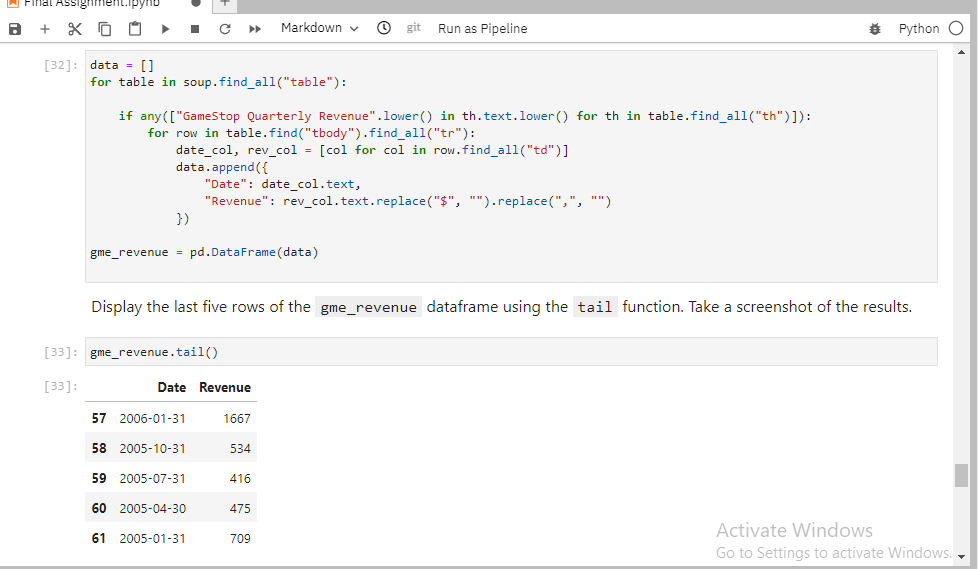 Final Assignment.ipynb
Markdown git Run as Pipeline Python
[32]: data = []
for table in soup.find_all("table"):
if any(["GameStop Quarterly Revenue".lower() in th.text.lower() for th in table.find_all("th")]):
for row in table.find("tbody").find_all("tr"):
date_col, rev_col = [col for col in row.find_all("td")]
data.append({
"Date": date_col.text,
"Revenue": rev_col.text.replace("$", "").replace(",", "")
})
gme_revenue = pd.DataFrame(data)
Display the last five rows of the gme_revenue dataframe using the tail function. Take a screenshot of the results.
[33]: gme_revenue.tail()
[33]: Date Revenue
57 2006-01-31 1667
58 2005-10-31 534
59 2005-07-31 416
60 2005-04-30 475
61 2005-01-31 709
Activate Windows
Go to Settings to activate Windows.